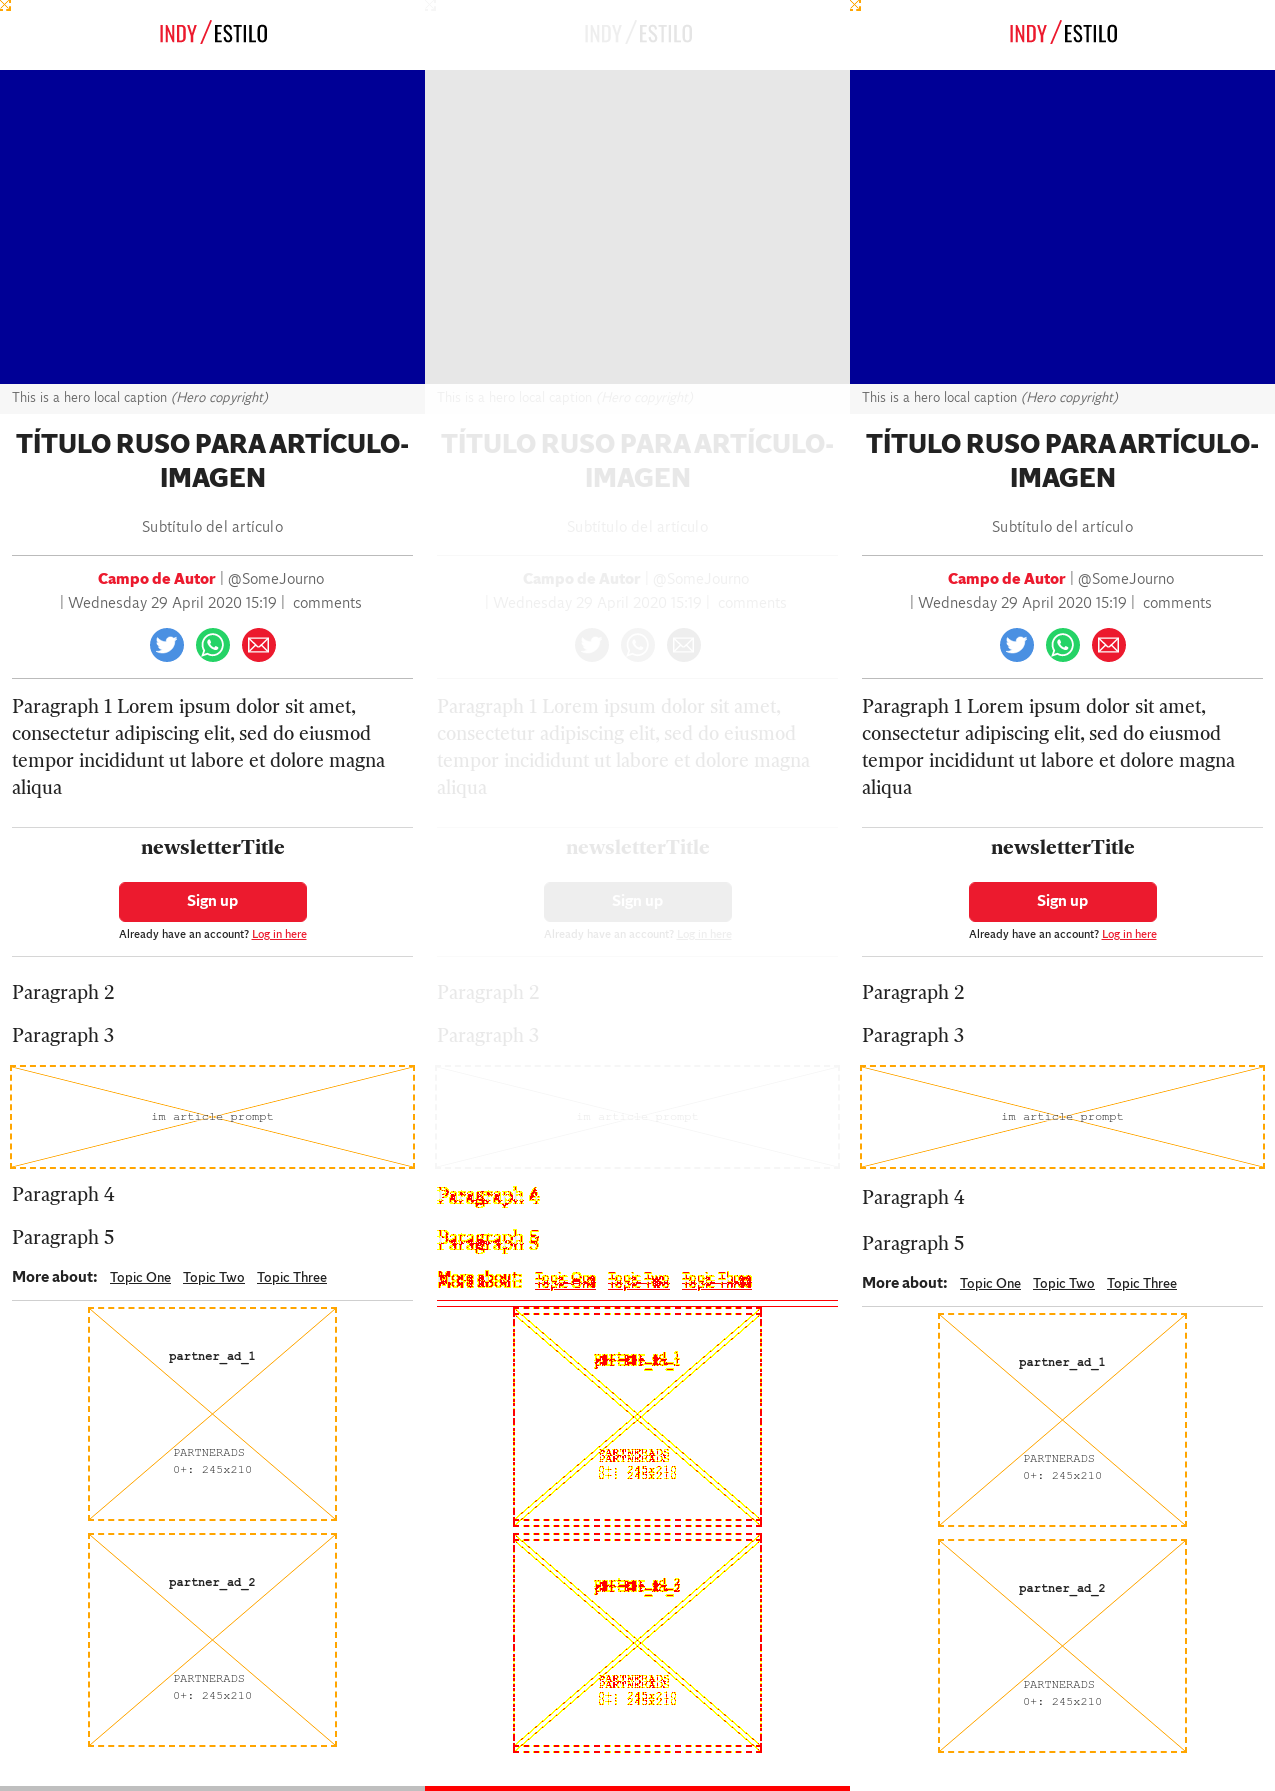 INDY/ESTILO
This is a hero local caption (Hero copyright)
TÍTULO RUSO PARA ARTÍCULO-
IMAGEN
Subtítulo del artículo
Campo de Autor | @SomeJourno
| Wednesday 29 April 2020 15:19 | comments
Paragraph 1 Lorem ipsum dolor sit amet,
consectetur adipiscing elit, sed do eiusmod
tempor incididunt ut labore et dolore magna
aliqua
newsletterTitle
Sign up
Already have an account? Log in here
Paragraph 2
Paragraph 3
im article prompt
Paragraph 4
Paragraph 5
More about: Topic One Topic Two Topic Three
partner_ad_1
PARTNERADS
0+: 245x210
partner_ad_2
PARTNERADS
0+: 245x210
INDY/ESTILO
This is a hero local caption (Hero copyright)
TÍTULO RUSO PARA ARTÍCULO-
IMAGEN
Subtítulo del artículo
Campo de Autor | @SomeJourno
| Wednesday 29 April 2020 15:19 | comments
Paragraph 1 Lorem ipsum dolor sit amet,
consectetur adipiscing elit, sed do eiusmod
tempor incididunt ut labore et dolore magna
aliqua
newsletterTitle
Sign up
Already have an account? Log in here
Paragraph 2
Paragraph 3
im article prompt
Paragraph 4
Paragraph 5
More about: Topic One Topic Two Topic Three
partner_ad_1
PARTNERADS
0+: 245x210
partner_ad_2
PARTNERADS
0+: 245x210
INDY/ESTILO
This is a hero local caption (Hero copyright)
TÍTULO RUSO PARA ARTÍCULO-
IMAGEN
Subtítulo del artículo
Campo de Autor | @SomeJourno
| Wednesday 29 April 2020 15:19 | comments
Paragraph 1 Lorem ipsum dolor sit amet,
consectetur adipiscing elit, sed do eiusmod
tempor incididunt ut labore et dolore magna
aliqua
newsletterTitle
Sign up
Already have an account? Log in here
Paragraph 2
Paragraph 3
im article prompt
Paragraph 4
Paragraph 5
More about: Topic One Topic Two Topic Three
partner_ad_1
PARTNERADS
0+: 245x210
partner_ad_2
PARTNERADS
0+: 245x210